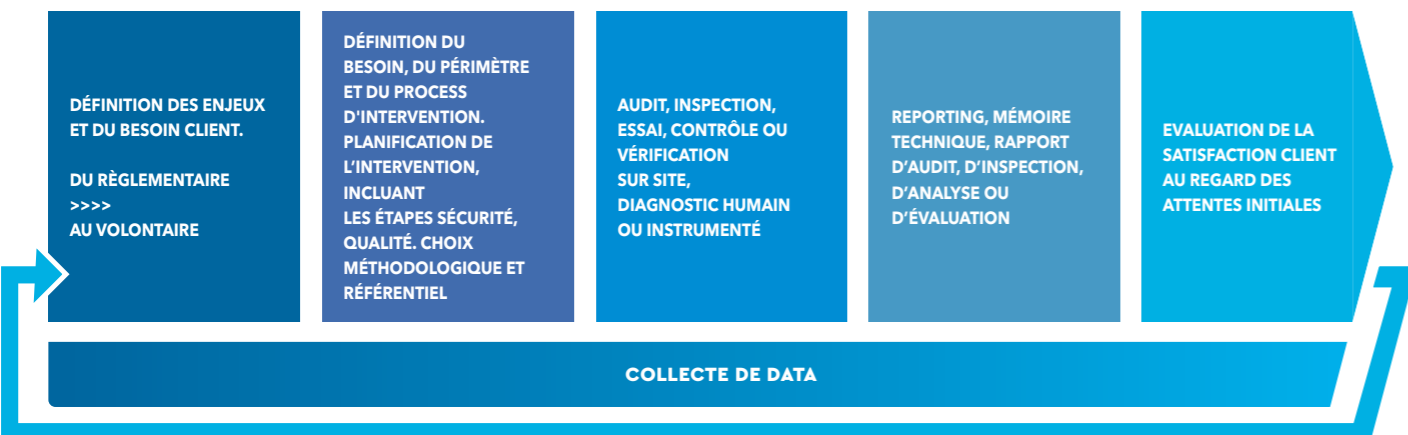 DÉFINITION DES ENJEUX
ET DU BESOIN CLIENT.
DU RÈGLEMENTAIRE
>>>>
AU VOLONTAIRE
DÉFINITION DU
BESOIN, DU PÉRIMÈTRE
ET DU PROCESS
D'INTERVENTION.
PLANIFICATION DE
L’INTERVENTION,
INCLUANT
LES ÉTAPES SÉCURITÉ,
QUALITÉ. CHOIX
MÉTHODOLOGIQUE ET
RÉFÉRENTIEL
AUDIT, INSPECTION,
ESSAI, CONTRÔLE OU
VÉRIFICATION
SUR SITE,
DIAGNOSTIC HUMAIN
OU INSTRUMENTÉ
REPORTING, MÉMOIRE
TECHNIQUE, RAPPORT
D’AUDIT, D’INSPECTION,
D’ANALYSE OU
D’ÉVALUATION
EVALUATION DE LA
SATISFACTION CLIENT
AU REGARD DES
ATTENTES INITIALES
COLLECTE DE DATA